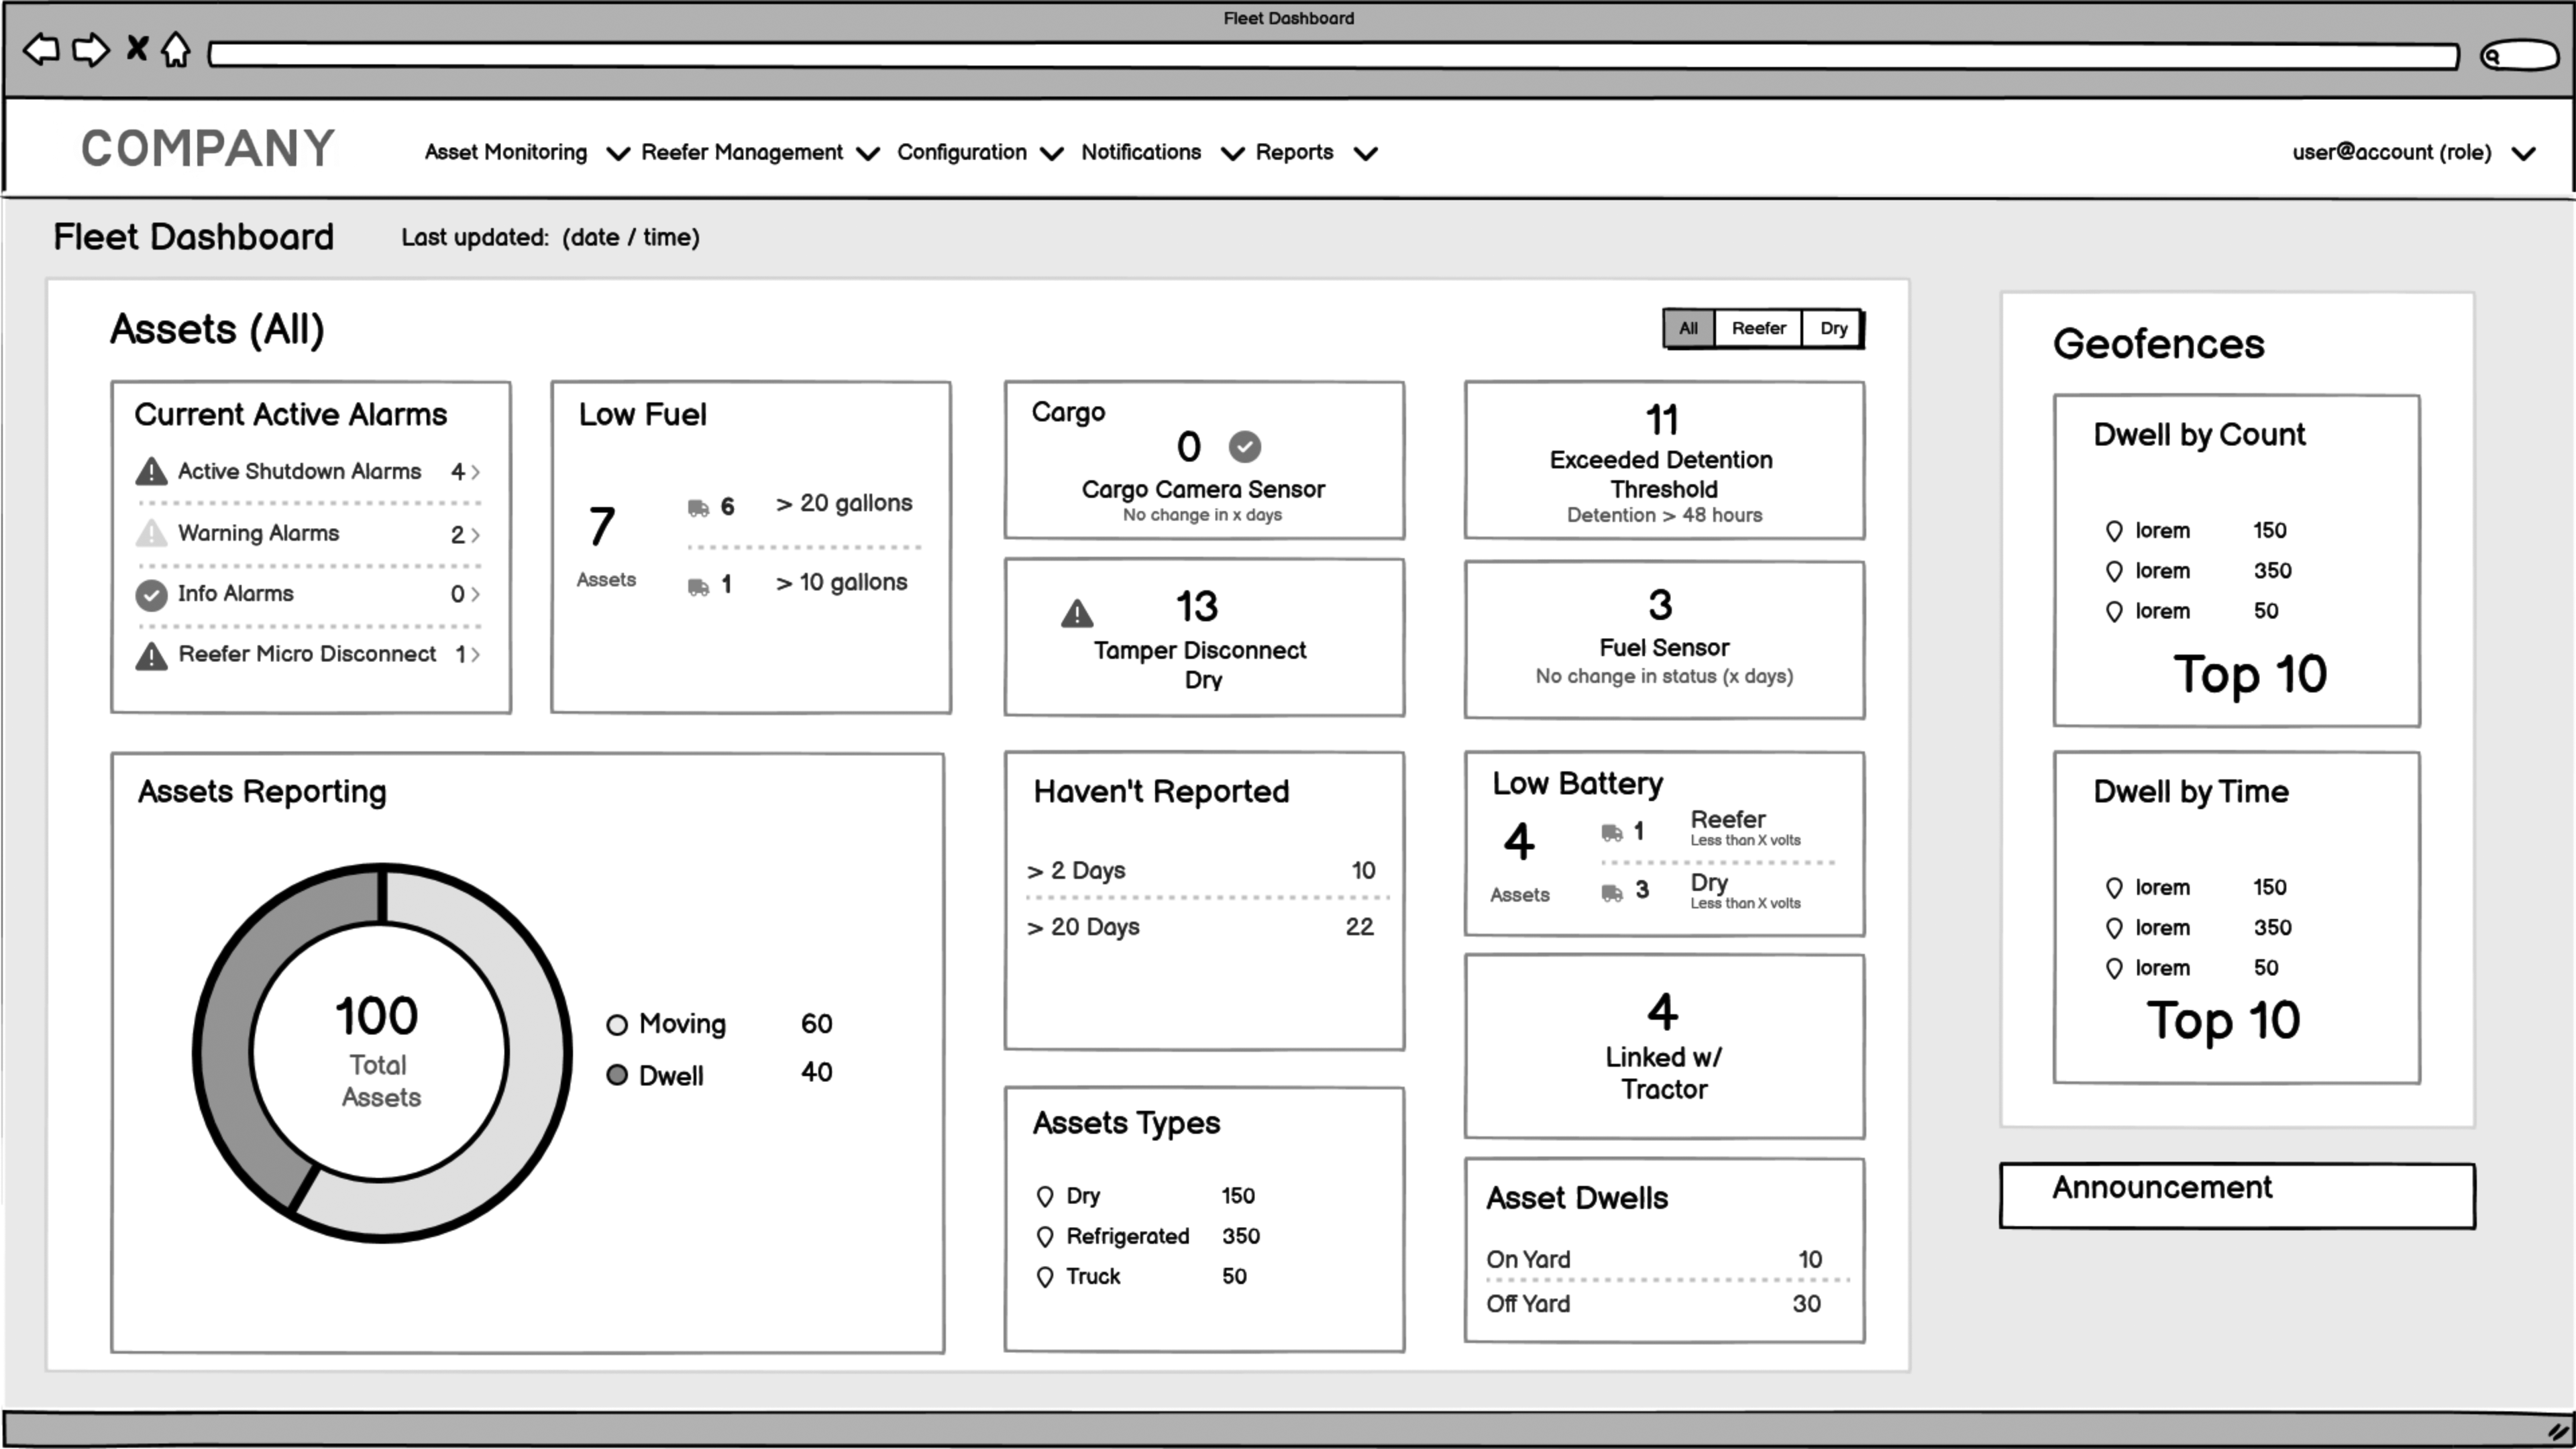 Fleet Dashboard
COMPANY
Asset Monitoring Reefer Management Configuration Notifications Reports user@account (role)
Fleet Dashboard Last updated: (date / time)
Assets (All)
All Reefer Dry
Current Active Alarms
Active Shutdown Alarms 4
Warning Alarms 2
Info Alarms 0
Reefer Micro Disconnect 1
Low Fuel
7
Assets
6 > 20 gallons
1 > 10 gallons
Cargo
0
Cargo Camera Sensor
No change in x days
11
Exceeded Detention
Threshold
Detention > 48 hours
13
Tamper Disconnect
Dry
3
Fuel Sensor
No change in status (x days)
Assets Reporting
100
Total
Assets
Moving 60
Dwell 40
Haven't Reported
> 2 Days 10
> 20 Days 22
Low Battery
4
Assets
1 Reefer
Less than X volts
3 Dry
Less than X volts
4
Linked w/
Tractor
Assets Types
Dry 150
Refrigerated 350
Truck 50
Asset Dwells
On Yard 10
Off Yard 30
Geofences
Dwell by Count
lorem 150
lorem 350
lorem 50
Top 10
Dwell by Time
lorem 150
lorem 350
lorem 50
Top 10
Announcement